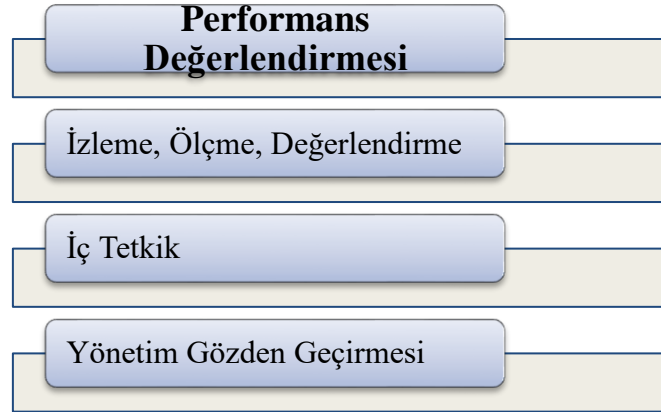 Performans
Değerlendirmesi
İzleme, Ölçme, Değerlendirme
İç Tetkik
Yönetim Gözden Geçirmesi